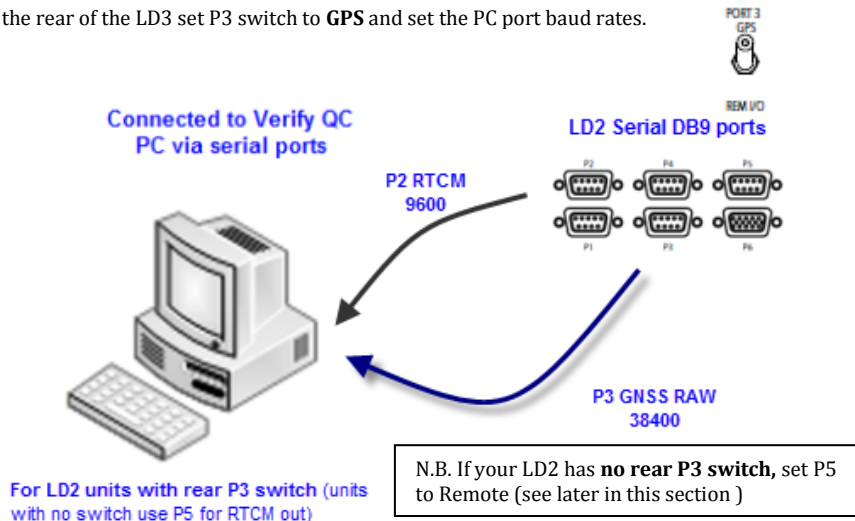 the rear of the LD3 set P3 switch to GPS and set the PC port baud rates.
PORT 3
GPS
REM I/O
Connected to Verify QC
PC via serial ports
LD2 Serial DB9 ports
P2 RTCM
9600
P2 P4 P5
P1 P3 P6
P3 GNSS RAW
38400
N.B. If your LD2 has no rear P3 switch, set P5
to Remote (see later in this section )
For LD2 units with rear P3 switch (units
with no switch use P5 for RTCM out)